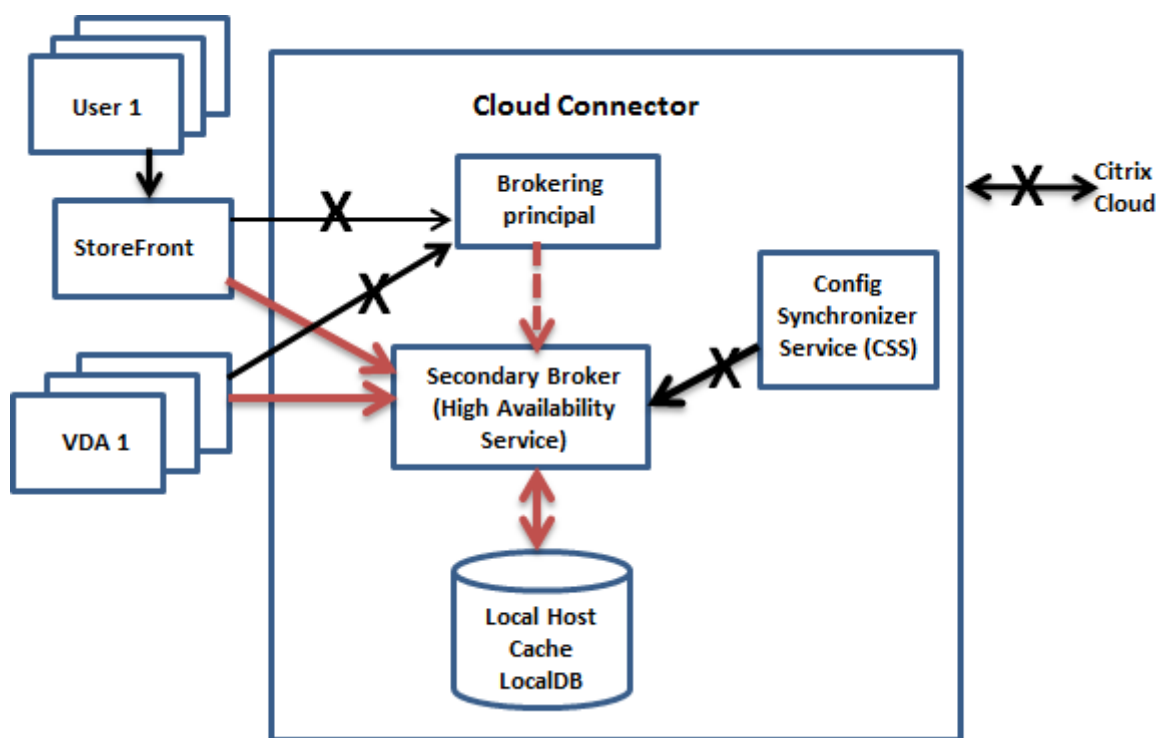 User 1
Cloud Connector
Brokering
principal
X
X
Citrix
Cloud
StoreFront
X
Config
Synchronizer
Service (CSS)
X
Secondary Broker
(High Availability
Service)
VDA 1
Local Host
Cache
LocalDB